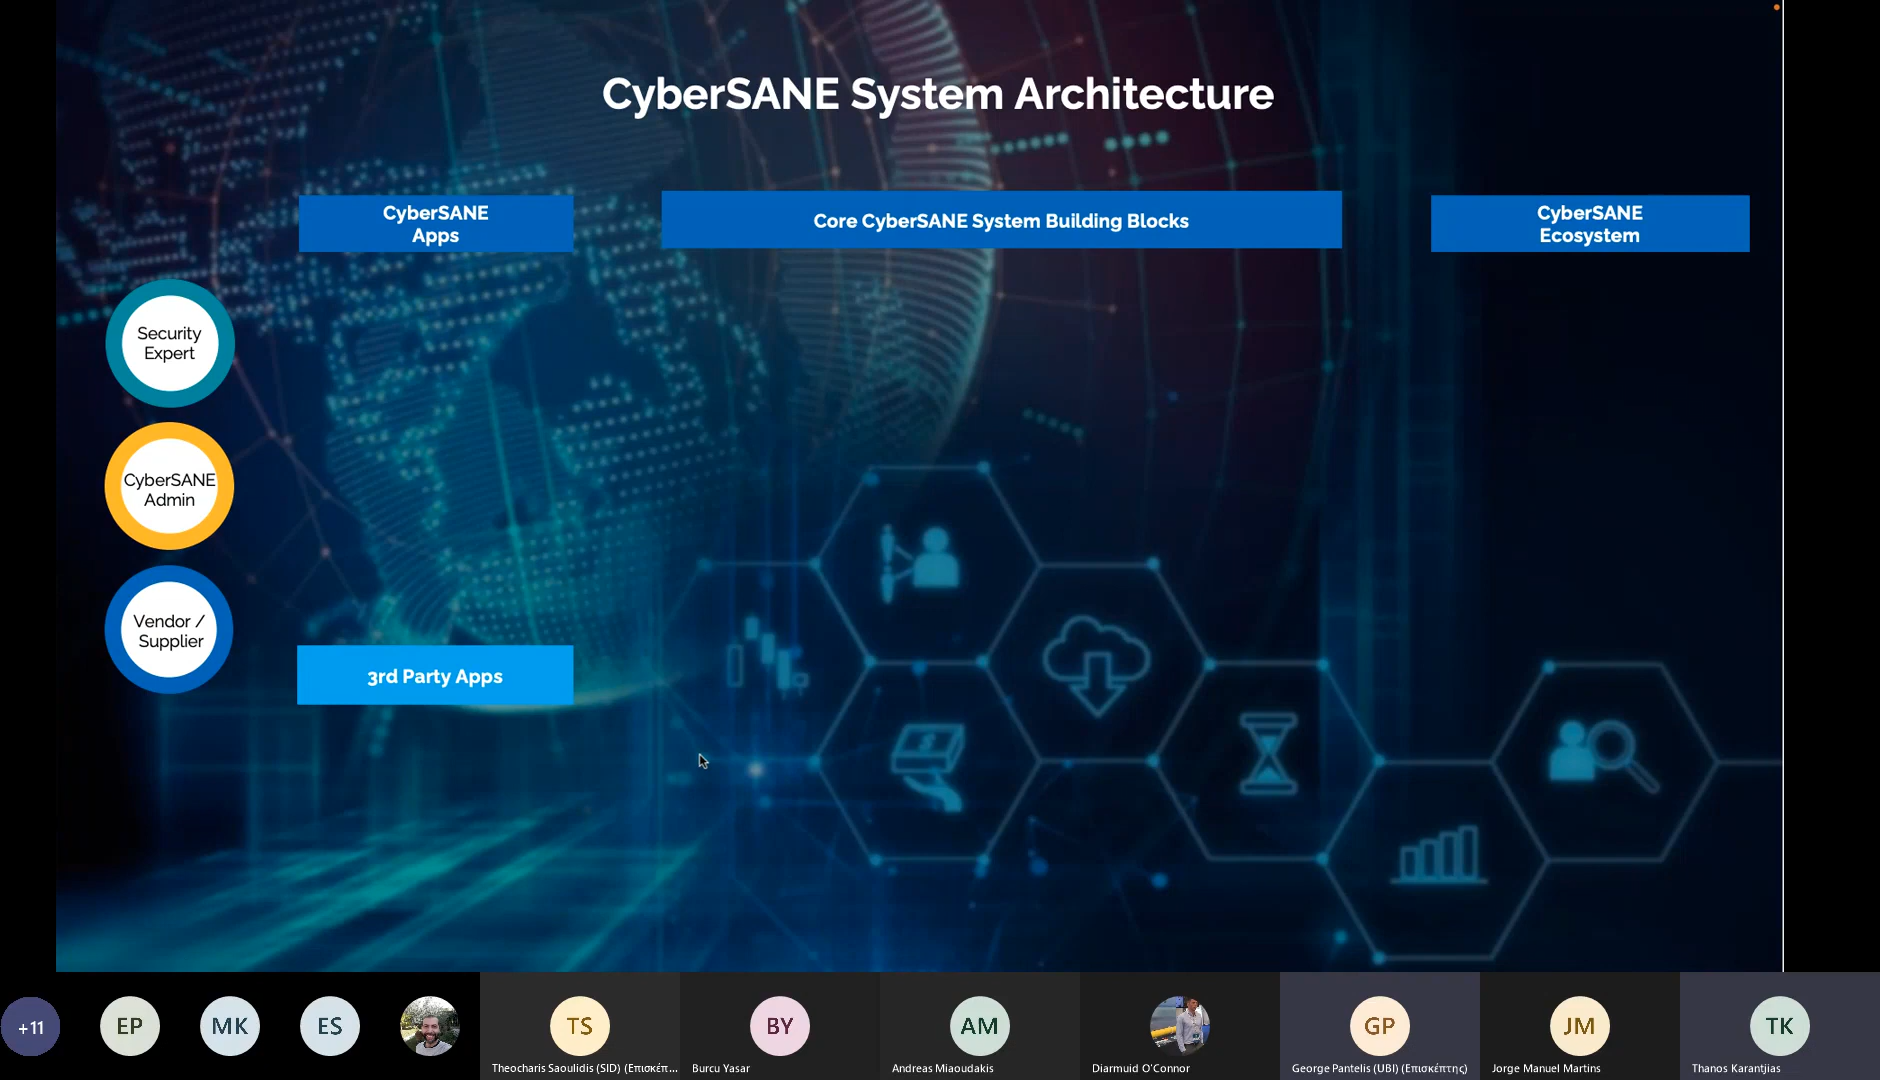 CyberSANE System Architecture
CyberSANE
Apps
Core CyberSANE System Building Blocks
CyberSANE
Ecosystem
Security
Expert
CyberSANE
Admin
Vendor /
Supplier
3rd Party Apps
+11
EP
MK
ES
TS
BY
AM
GP
JM
TK
Theocharis Saoulidis (SID) (Επισκέπ...
Burcu Yasar
Andreas Miaoudakis
Diarmuid O'Connor
George Pantelis (UBI) (Επισκέπτης)
Jorge Manuel Martins
Thanos Karantjias